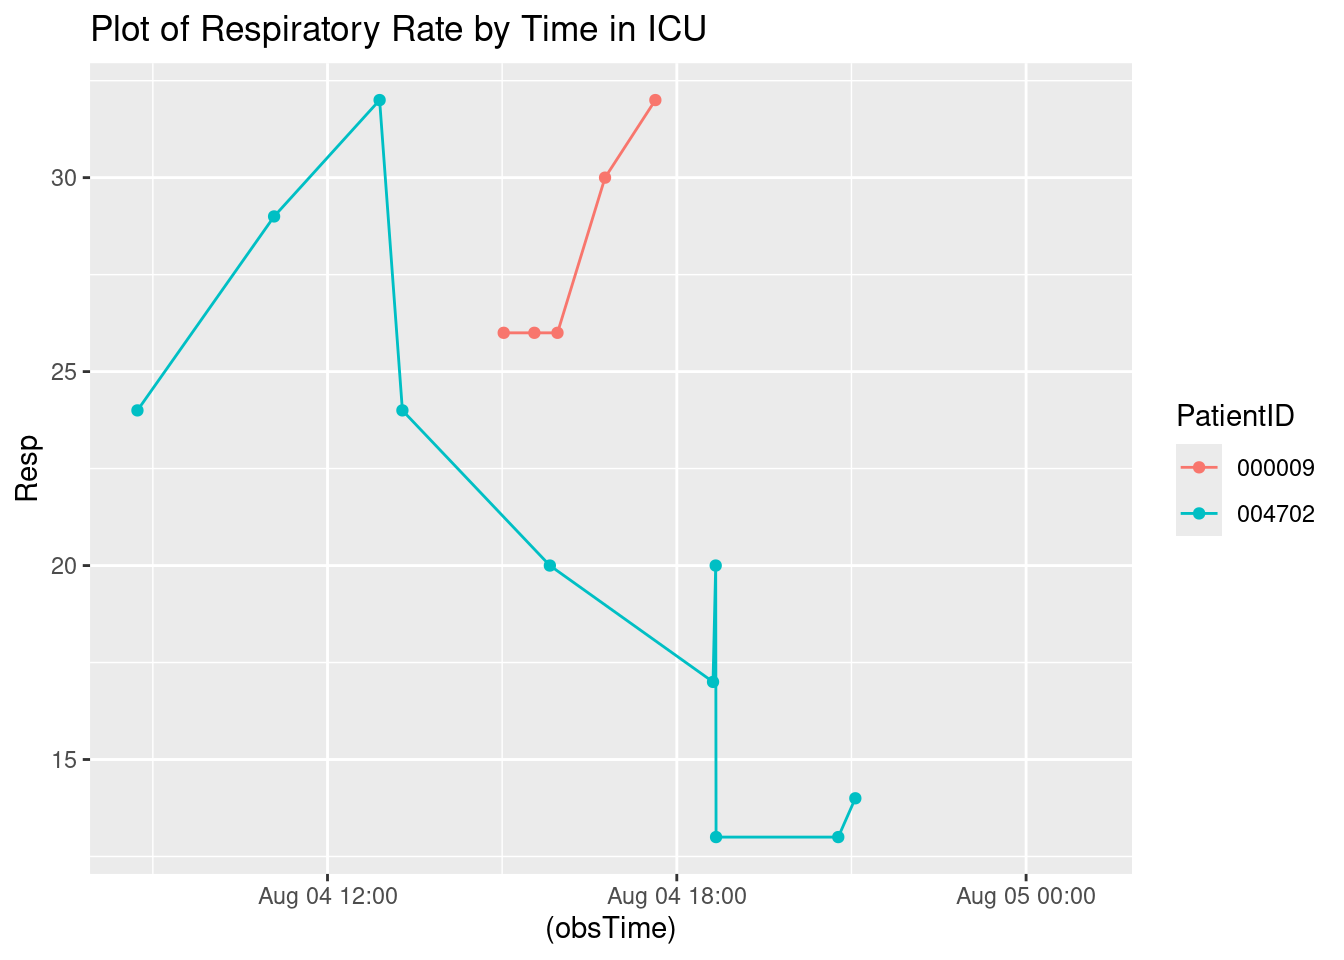 Plot of Respiratory Rate by Time in ICU
30
25
20
15
Resp
Aug 04 12:00
Aug 04 18:00
Aug 05 00:00
(obsTime)
PatientID
000009
004702